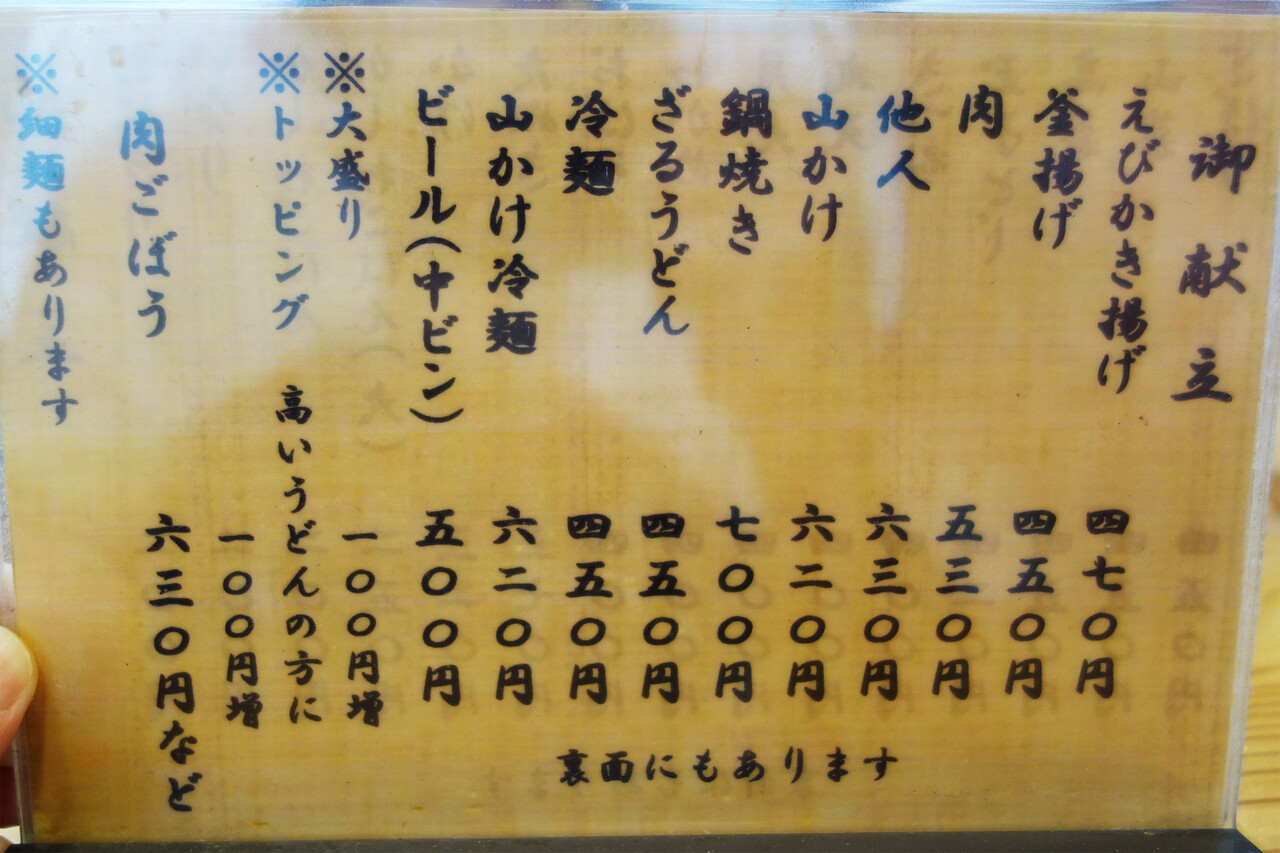 御献立
えびかき揚げ 四七〇円
釜揚げ 四五〇円
肉 五三〇円
他人 六三〇円
山かけ 六二〇円
鍋焼き 七〇〇円
ざるうどん 四五〇円
冷麺 四五〇円
山かけ冷麺 六二〇円
ビール(中ビン) 五〇〇円
※大盛り 一〇〇円増
※トッピング 高いうどんの方に
一〇〇円増
肉ごぼう 六三〇円など
※細麺もあります
裏面にもあります